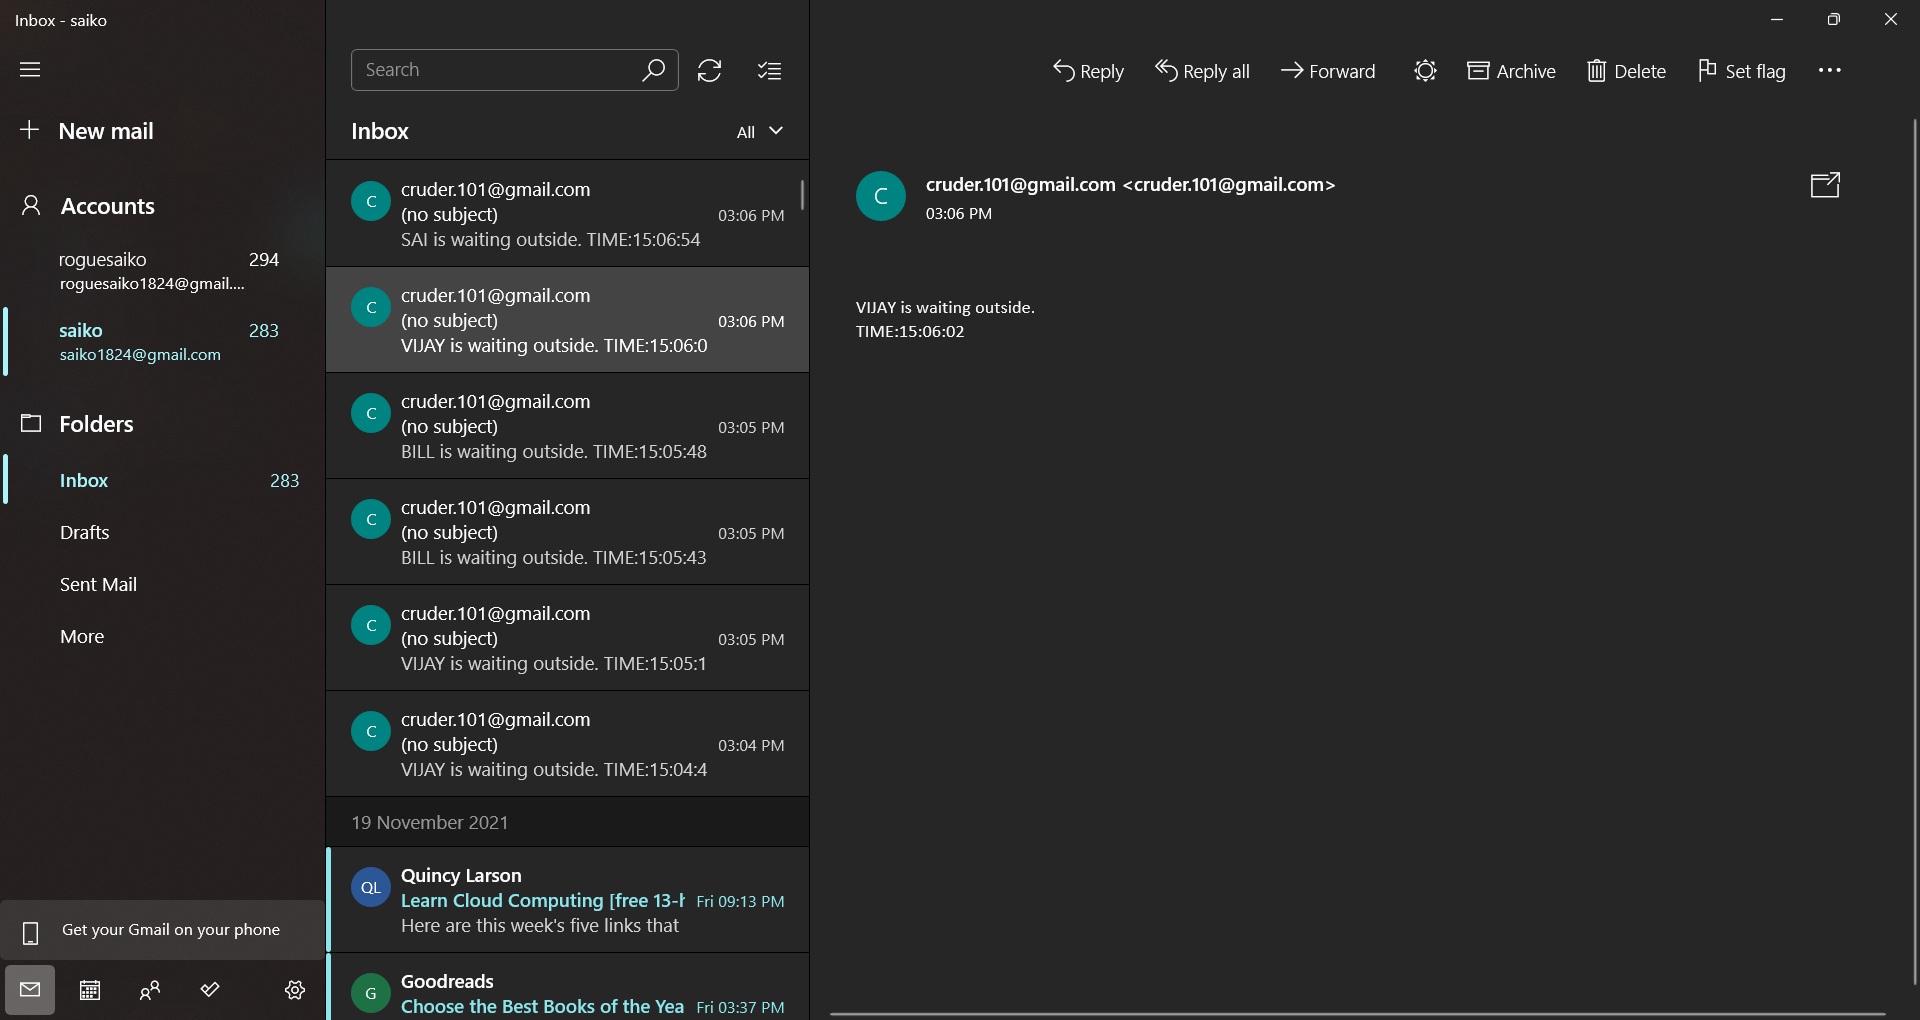 Inbox - saiko
New mail
Accounts
roguesaiko 294
roguesaiko1824@gmail....
saiko 283
saiko1824@gmail.com
Folders
Inbox 283
Drafts
Sent Mail
More
Get your Gmail on your phone
Search
Inbox All
C
cruder.101@gmail.com
(no subject) 03:06 PM
SAI is waiting outside. TIME:15:06:54
C
cruder.101@gmail.com
(no subject) 03:06 PM
VIJAY is waiting outside. TIME:15:06:0
C
cruder.101@gmail.com
(no subject) 03:05 PM
BILL is waiting outside. TIME:15:05:48
C
cruder.101@gmail.com
(no subject) 03:05 PM
BILL is waiting outside. TIME:15:05:43
C
cruder.101@gmail.com
(no subject) 03:05 PM
VIJAY is waiting outside. TIME:15:05:1
C
cruder.101@gmail.com
(no subject) 03:04 PM
VIJAY is waiting outside. TIME:15:04:4
19 November 2021
QL
Quincy Larson
Learn Cloud Computing [free 13-h Fri 09:13 PM
Here are this week's five links that
G
Goodreads
Choose the Best Books of the Yea Fri 03:37 PM
Reply Reply all Forward Archive Delete Set flag
C
cruder.101@gmail.com <cruder.101@gmail.com>
03:06 PM
VIJAY is waiting outside.
TIME:15:06:02